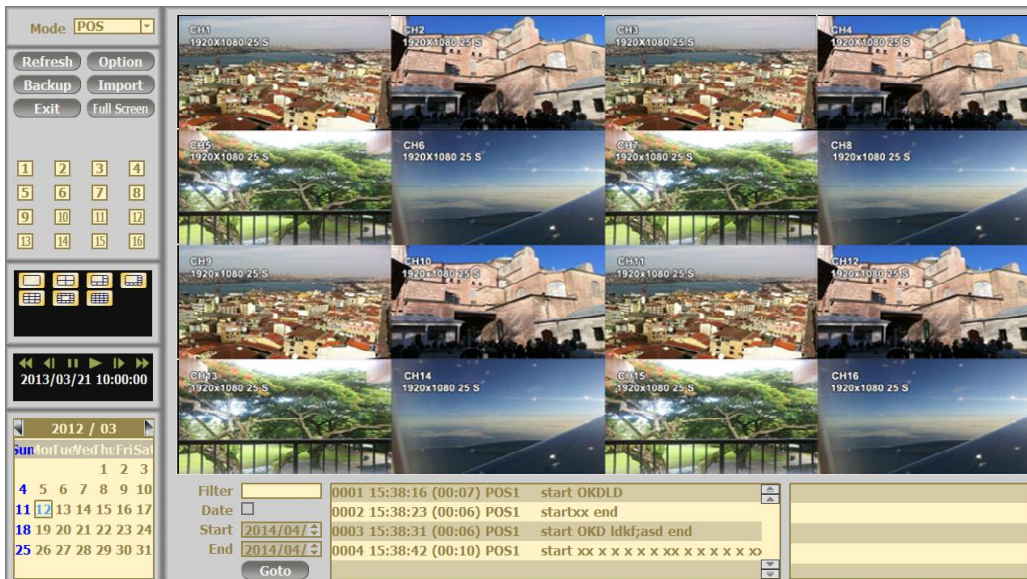 Mode POS
Refresh Option
Backup Import
Exit Full Screen
1 2 3 4
5 6 7 8
9 10 11 12
13 14 15 16
2013/03/21 10:00:00
2012 / 03
Sun Mon Tue Wed Thu Fri Sat
1 2 3
4 5 6 7 8 9 10
11 12 13 14 15 16 17
18 19 20 21 22 23 24
25 26 27 28 29 30 31
CH1 CH2 CH3 CH4
1920X1080 25 S 1920X1080 25 S 1920X1080 25 S 1920X1080 25 S
CH5 CH6 CH7 CH8
1920X1080 25 S 1920X1080 25 S 1920x1080 25 S 1920X1080 25 S
CH9 CH10 CH11 CH12
1920x1080 25 S 1920x1080 25 S 1920x1080 25 S 1920x1080 25 S
CH13 CH14 CH15 CH16
1920x1080 25 S 1920x1080 25 S 1920x1080 25 S 1920x1080 25 S
Filter
Date
Start 2014/04/
End 2014/04/
Goto
0001 15:38:16 (00:07) POS1 start OKDLD
0002 15:38:23 (00:06) POS1 startxx end
0003 15:38:31 (00:06) POS1 start OKD ldkf;asd end
0004 15:38:42 (00:10) POS1 start xx x x x x x xx x x x x x xx